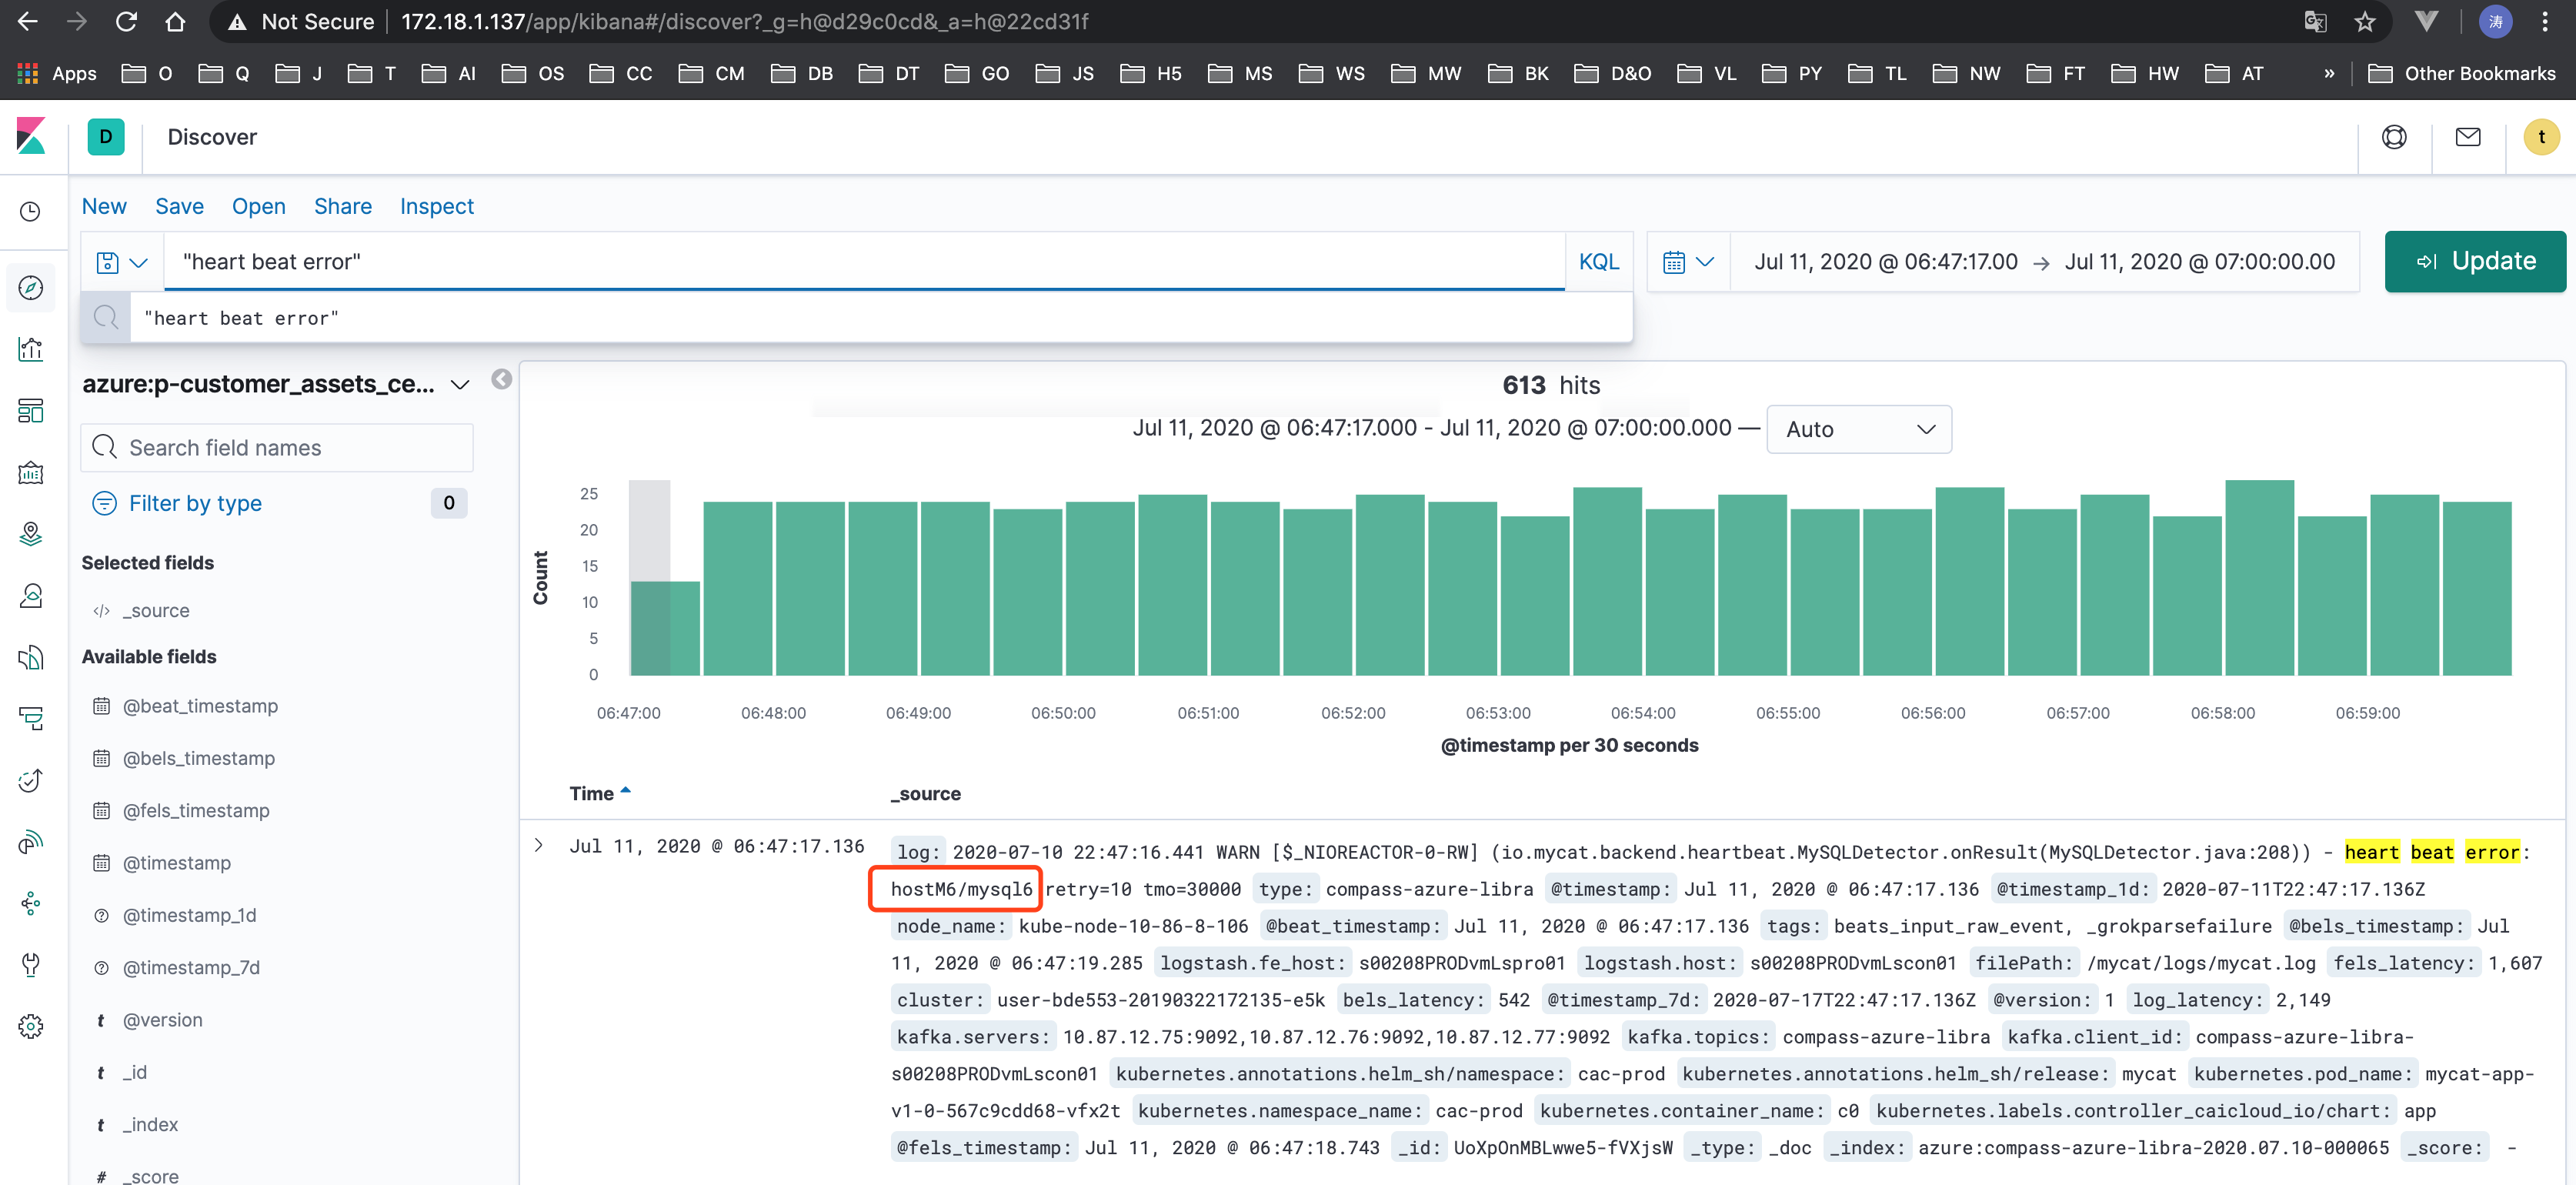 Not Secure 172.18.1.137/app/kibana#/discover?_g=h@d29c0cd&_a=h@22cd31f 涛
Apps O Q J T AI OS CC CM DB DT GO JS H5 MS WS MW BK D&O VL PY TL NW FT HW AT » Other Bookmarks
D Discover t
New Save Open Share Inspect
"heart beat error" KQL Jul 11, 2020 @ 06:47:17.00 → Jul 11, 2020 @ 07:00:00.00 Update
"heart beat error"
azure:p-customer_assets_ce...
Search field names
Filter by type 0
Selected fields
_source
Available fields
@beat_timestamp
@bels_timestamp
@fels_timestamp
@timestamp
@timestamp_1d
@timestamp_7d
t @version
t _id
t _index
# _score
613 hits
Jul 11, 2020 @ 06:47:17.000 - Jul 11, 2020 @ 07:00:00.000 — Auto
Count
25
20
15
10
5
0
06:47:00 06:48:00 06:49:00 06:50:00 06:51:00 06:52:00 06:53:00 06:54:00 06:55:00 06:56:00 06:57:00 06:58:00 06:59:00
@timestamp per 30 seconds
Time _source
Jul 11, 2020 @ 06:47:17.136 log: 2020-07-10 22:47:16.441 WARN [$_NIOREACTOR-0-RW] (io.mycat.backend.heartbeat.MySQLDetector.onResult(MySQLDetector.java:208)) - heart beat error:
hostM6/mysql6 retry=10 tmo=30000 type: compass-azure-libra @timestamp: Jul 11, 2020 @ 06:47:17.136 @timestamp_1d: 2020-07-11T22:47:17.136Z
node_name: kube-node-10-86-8-106 @beat_timestamp: Jul 11, 2020 @ 06:47:17.136 tags: beats_input_raw_event, _grokparsefailure @bels_timestamp: Jul
11, 2020 @ 06:47:19.285 logstash.fe_host: s00208PRODvmLspro01 logstash.host: s00208PRODvmLscon01 filePath: /mycat/logs/mycat.log fels_latency: 1,607
cluster: user-bde553-20190322172135-e5k bels_latency: 542 @timestamp_7d: 2020-07-17T22:47:17.136Z @version: 1 log_latency: 2,149
kafka.servers: 10.87.12.75:9092,10.87.12.76:9092,10.87.12.77:9092 kafka.topics: compass-azure-libra kafka.client_id: compass-azure-libra-
s00208PRODvmLscon01 kubernetes.annotations.helm_sh/namespace: cac-prod kubernetes.annotations.helm_sh/release: mycat kubernetes.pod_name: mycat-app-
v1-0-567c9cdd68-vfx2t kubernetes.namespace_name: cac-prod kubernetes.container_name: c0 kubernetes.labels.controller_caicloud_io/chart: app
@fels_timestamp: Jul 11, 2020 @ 06:47:18.743 _id: UoXpOnMBLwwe5-fVXjsW _type: _doc _index: azure:compass-azure-libra-2020.07.10-000065 _score: -